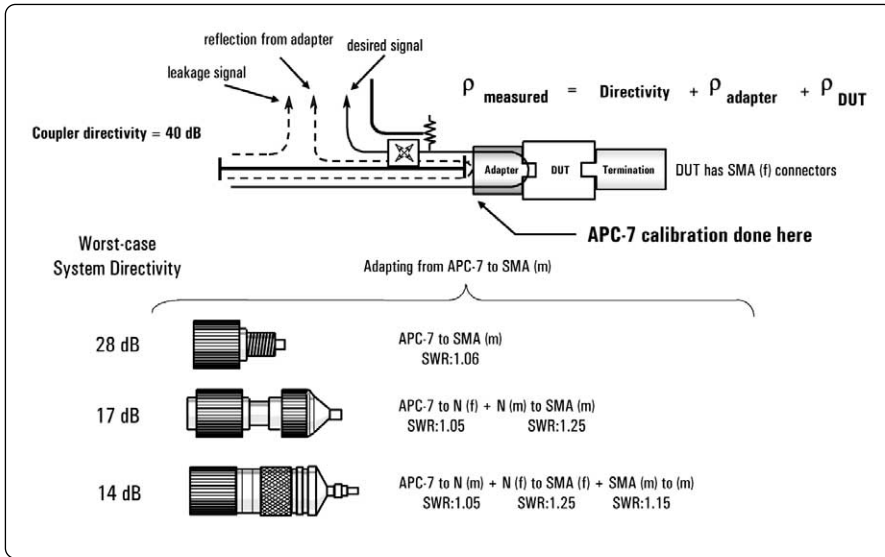 reflection from adapter
desired signal
leakage signal
ρ measured = Directivity + ρ adapter + ρ DUT
Coupler directivity = 40 dB
Adapter
DUT
Termination
DUT has SMA (f) connectors
APC-7 calibration done here
Worst-case
System Directivity
Adapting from APC-7 to SMA (m)
28 dB
APC-7 to SMA (m)
SWR:1.06
17 dB
APC-7 to N (f) + N (m) to SMA (m)
SWR:1.05 SWR:1.25
14 dB
APC-7 to N (m) + N (f) to SMA (f) + SMA (m) to (m)
SWR:1.05 SWR:1.25 SWR:1.15